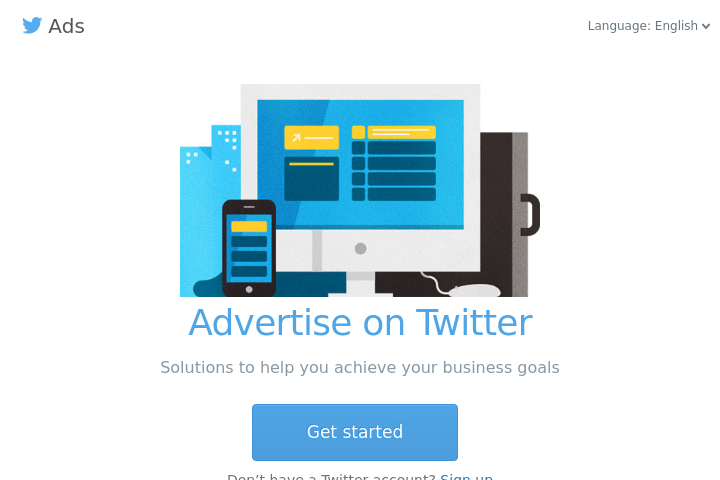 Ads
Language: English
Advertise on Twitter
Solutions to help you achieve your business goals
Get started
Don’t have a Twitter account? Sign up